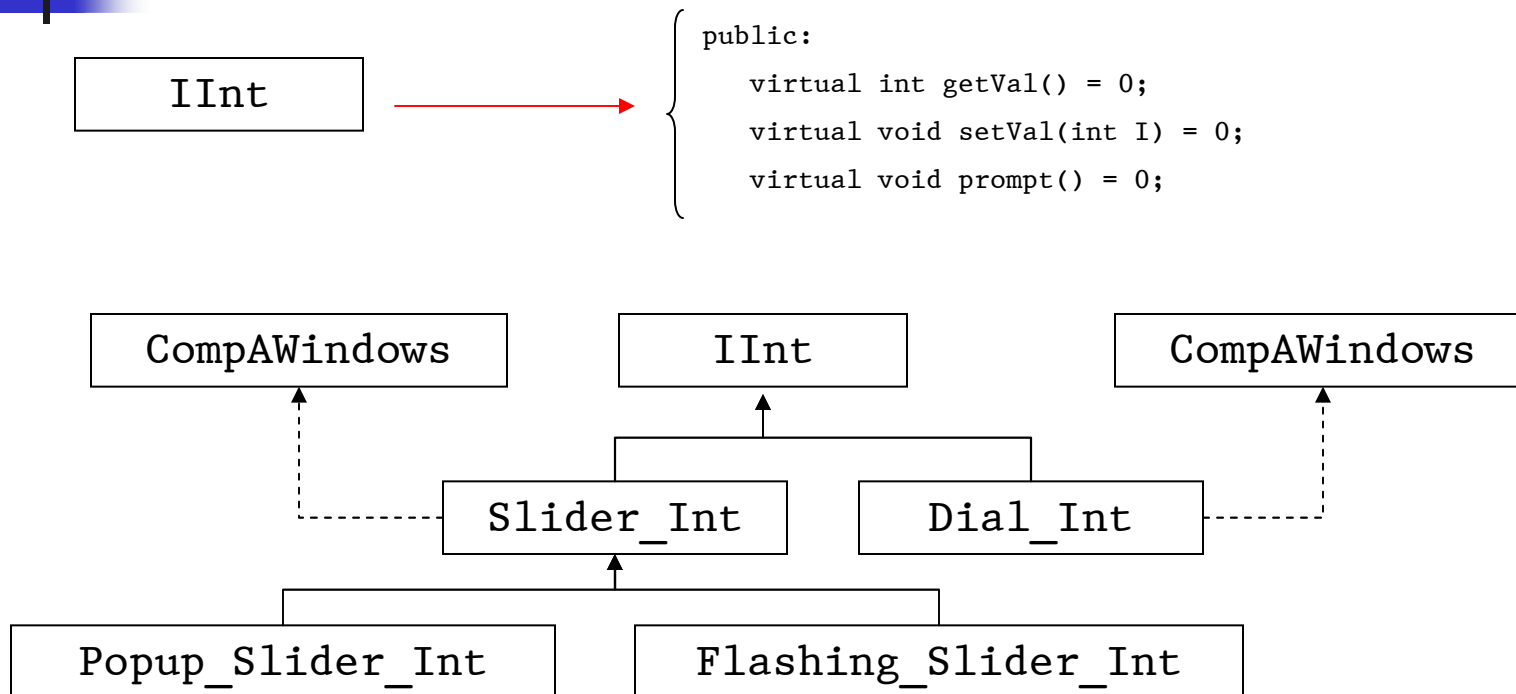 IInt
public:
virtual int getVal() = 0;
virtual void setVal(int I) = 0;
virtual void prompt() = 0;
CompAWindows
IInt
CompAWindows
Slider_Int
Dial_Int
Popup_Slider_Int
Flashing_Slider_Int